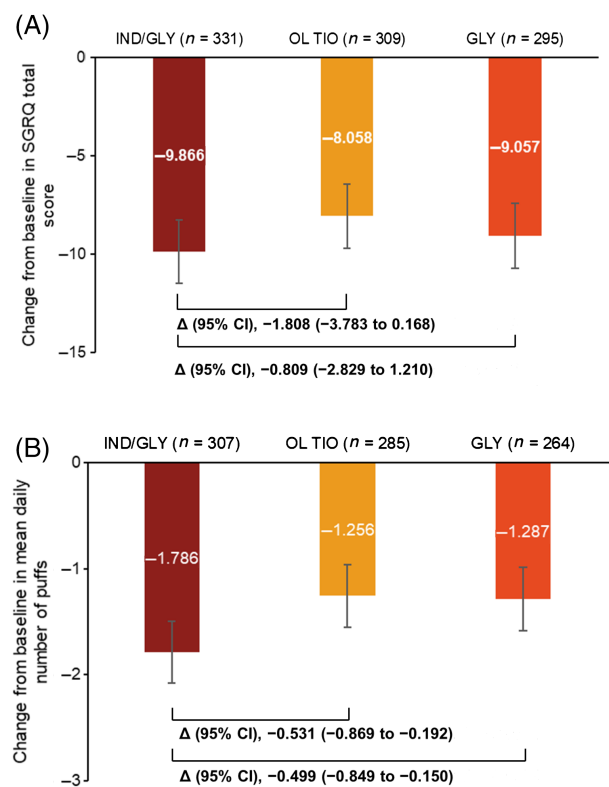 (A)
IND/GLY (n = 331) OL TIO (n = 309) GLY (n = 295)
Change from baseline in SGRQ total
score
0
−5
−10
−15
−9.866
−8.058
−9.057
Δ (95% CI), −1.808 (−3.783 to 0.168)
Δ (95% CI), −0.809 (−2.829 to 1.210)
(B)
IND/GLY (n = 307) OL TIO (n = 285) GLY (n = 264)
Change from baseline in mean daily
number of puffs
0
−1
−2
−3
−1.786
−1.256
−1.287
Δ (95% CI), −0.531 (−0.869 to −0.192)
Δ (95% CI), −0.499 (−0.849 to −0.150)